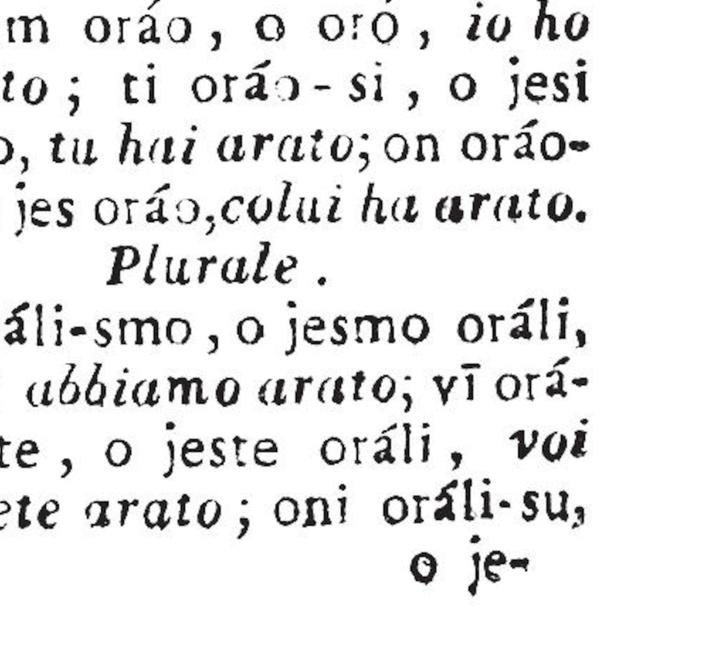 m oráo, o oró, io ho
to; ti oráo-si, o jesi
o, tu hai arato; on oráo-
jes oráo, colui ha arato.
Plurale.
áli-smo, o jesmo oráli,
abbiamo arato; vī orá-
te, o jeste oráli, voi
ete arato; oni oráli-su,
o je-